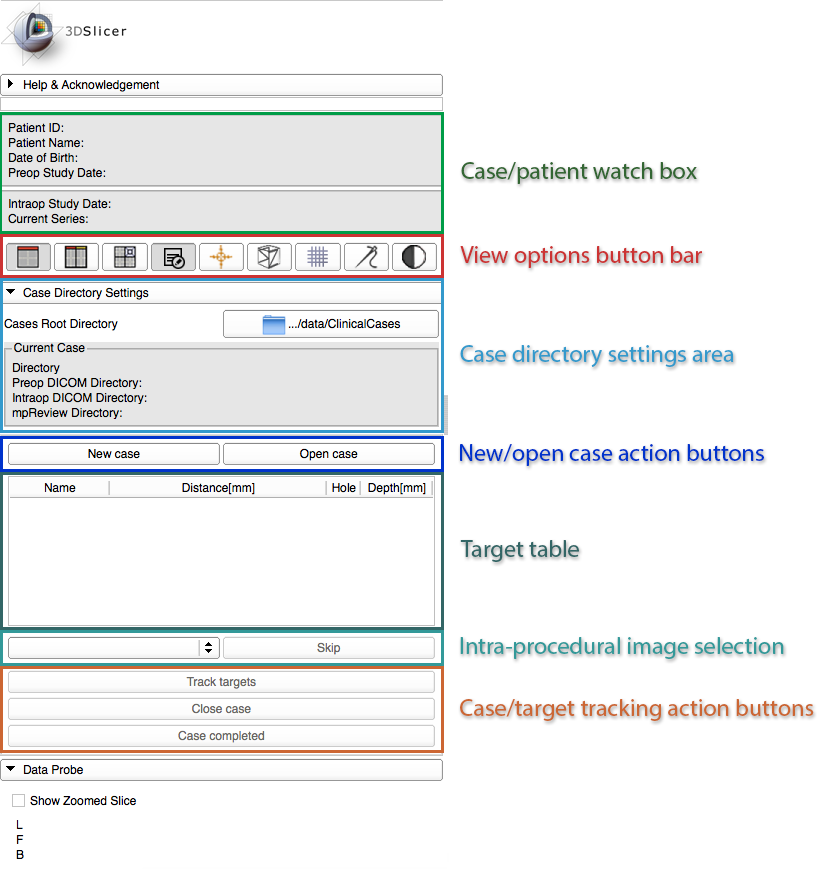 3DSlicer
Help & Acknowledgement
Patient ID:
Patient Name:
Date of Birth:
Preop Study Date:
Case/patient watch box
Intraop Study Date:
Current Series:
View options button bar
Case Directory Settings
Cases Root Directory
.../data/ClinicalCases
Current Case
Case directory settings area
Directory
Preop DICOM Directory:
Intraop DICOM Directory:
mpReview Directory:
New case
Open case
New/open case action buttons
Name
Distance[mm]
Hole
Depth[mm]
Target table
Skip
Intra-procedural image selection
Track targets
Close case
Case completed
Case/target tracking action buttons
Data Probe
Show Zoomed Slice
L
F
B